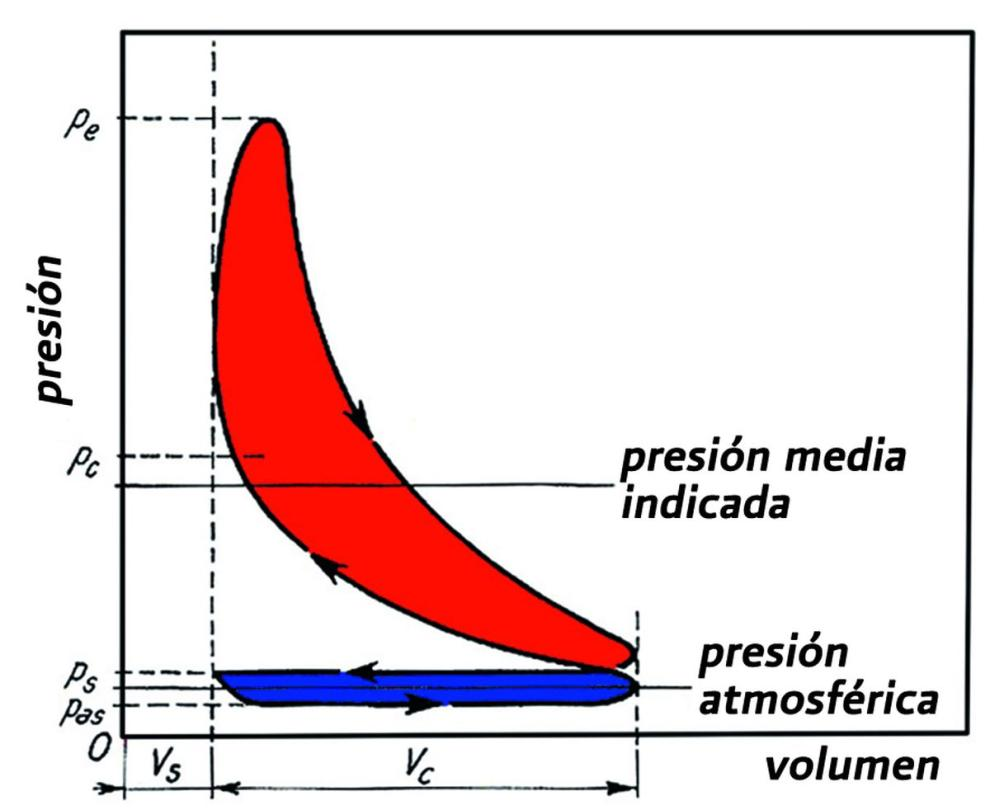 presión
pe
pc
presión media
indicada
ps
pas
presión
atmosférica
O
Vs
Vc
volumen